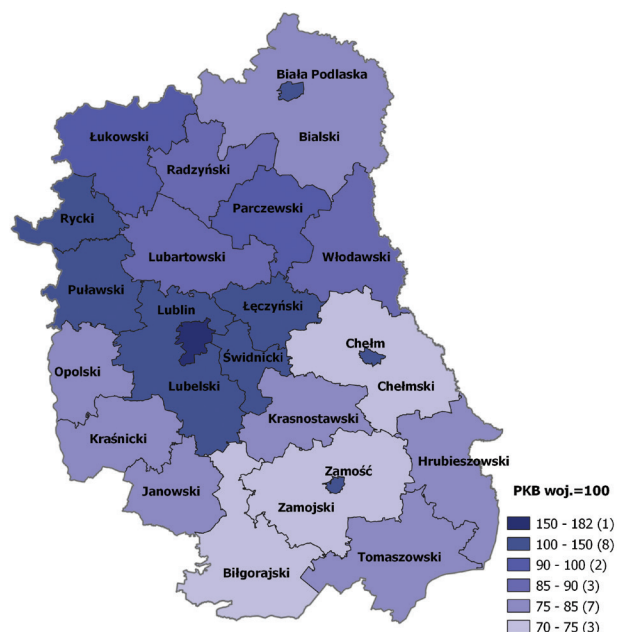 Biała Podlaska
Bialski
Łukowski
Radzyński
Parczewski
Rycki
Lubartowski
Włodawski
Puławski
Lublin
Łęczyński
Świdnicki
Chełm
Opolski
Lubelski
Chełmski
Kraśnicki
Krasnostawski
Hrubieszowski
Janowski
Zamość
Zamojski
Tomaszowski
Biłgorajski
PKB woj.=100
150 - 182 (1)
100 - 150 (8)
90 - 100 (2)
85 - 90 (3)
75 - 85 (7)
70 - 75 (3)